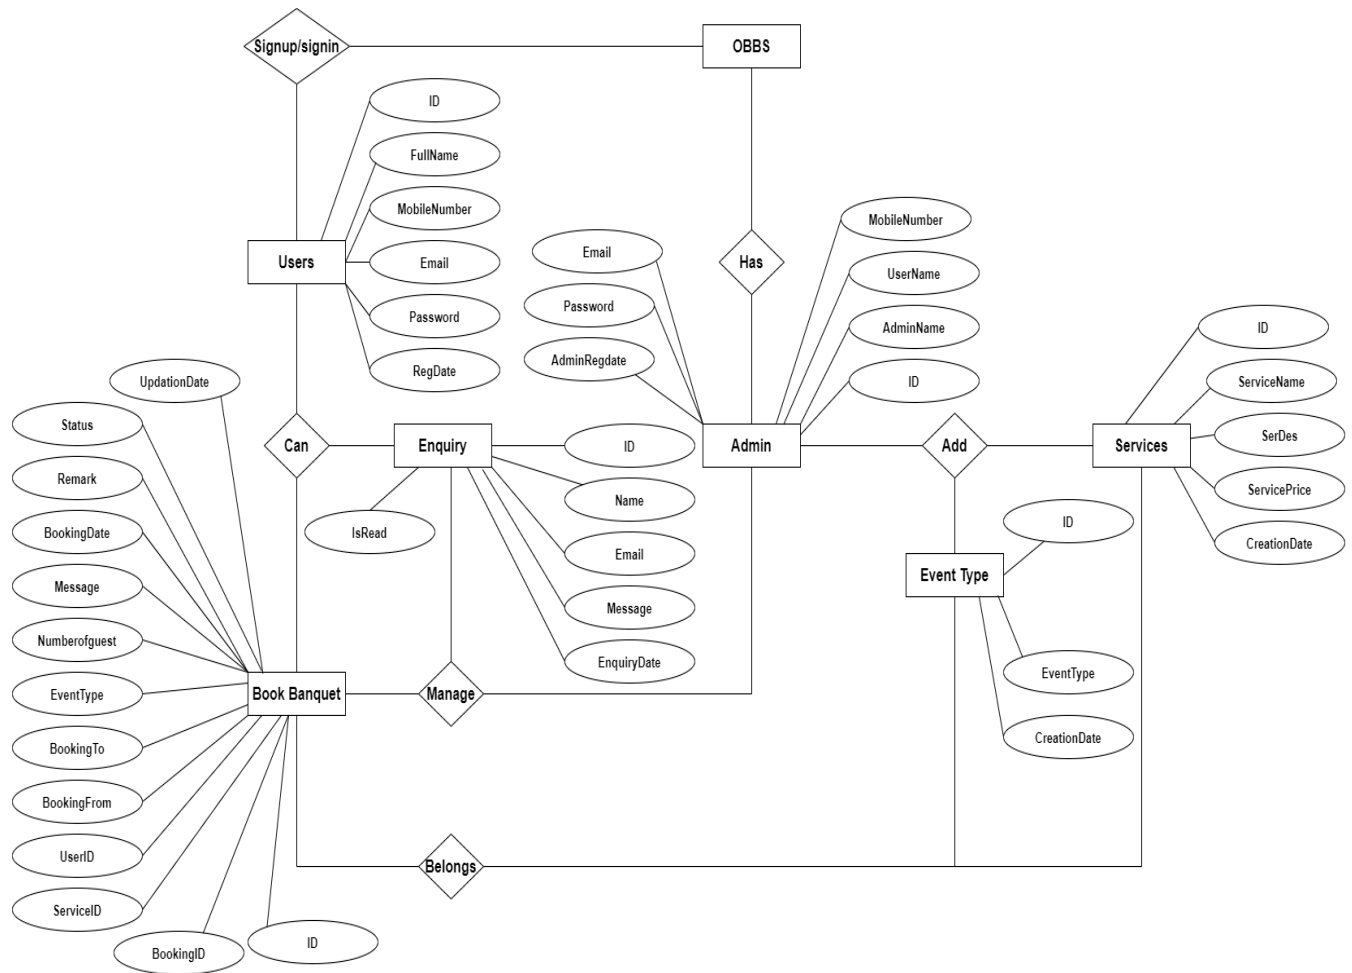 Signup/signin
OBBS
ID
FullName
MobileNumber
Email
Password
RegDate
Users
Has
Email
Password
AdminRegdate
MobileNumber
UserName
AdminName
ID
Admin
ID
ServiceName
SerDes
ServicePrice
CreationDate
Services
Add
UpdationDate
Status
Remark
BookingDate
Message
Numberofguest
EventType
BookingTo
BookingFrom
UserID
ServiceID
BookingID
ID
Book Banquet
Can
Enquiry
IsRead
ID
Name
Email
Message
EnquiryDate
Manage
Event Type
ID
EventType
CreationDate
Belongs